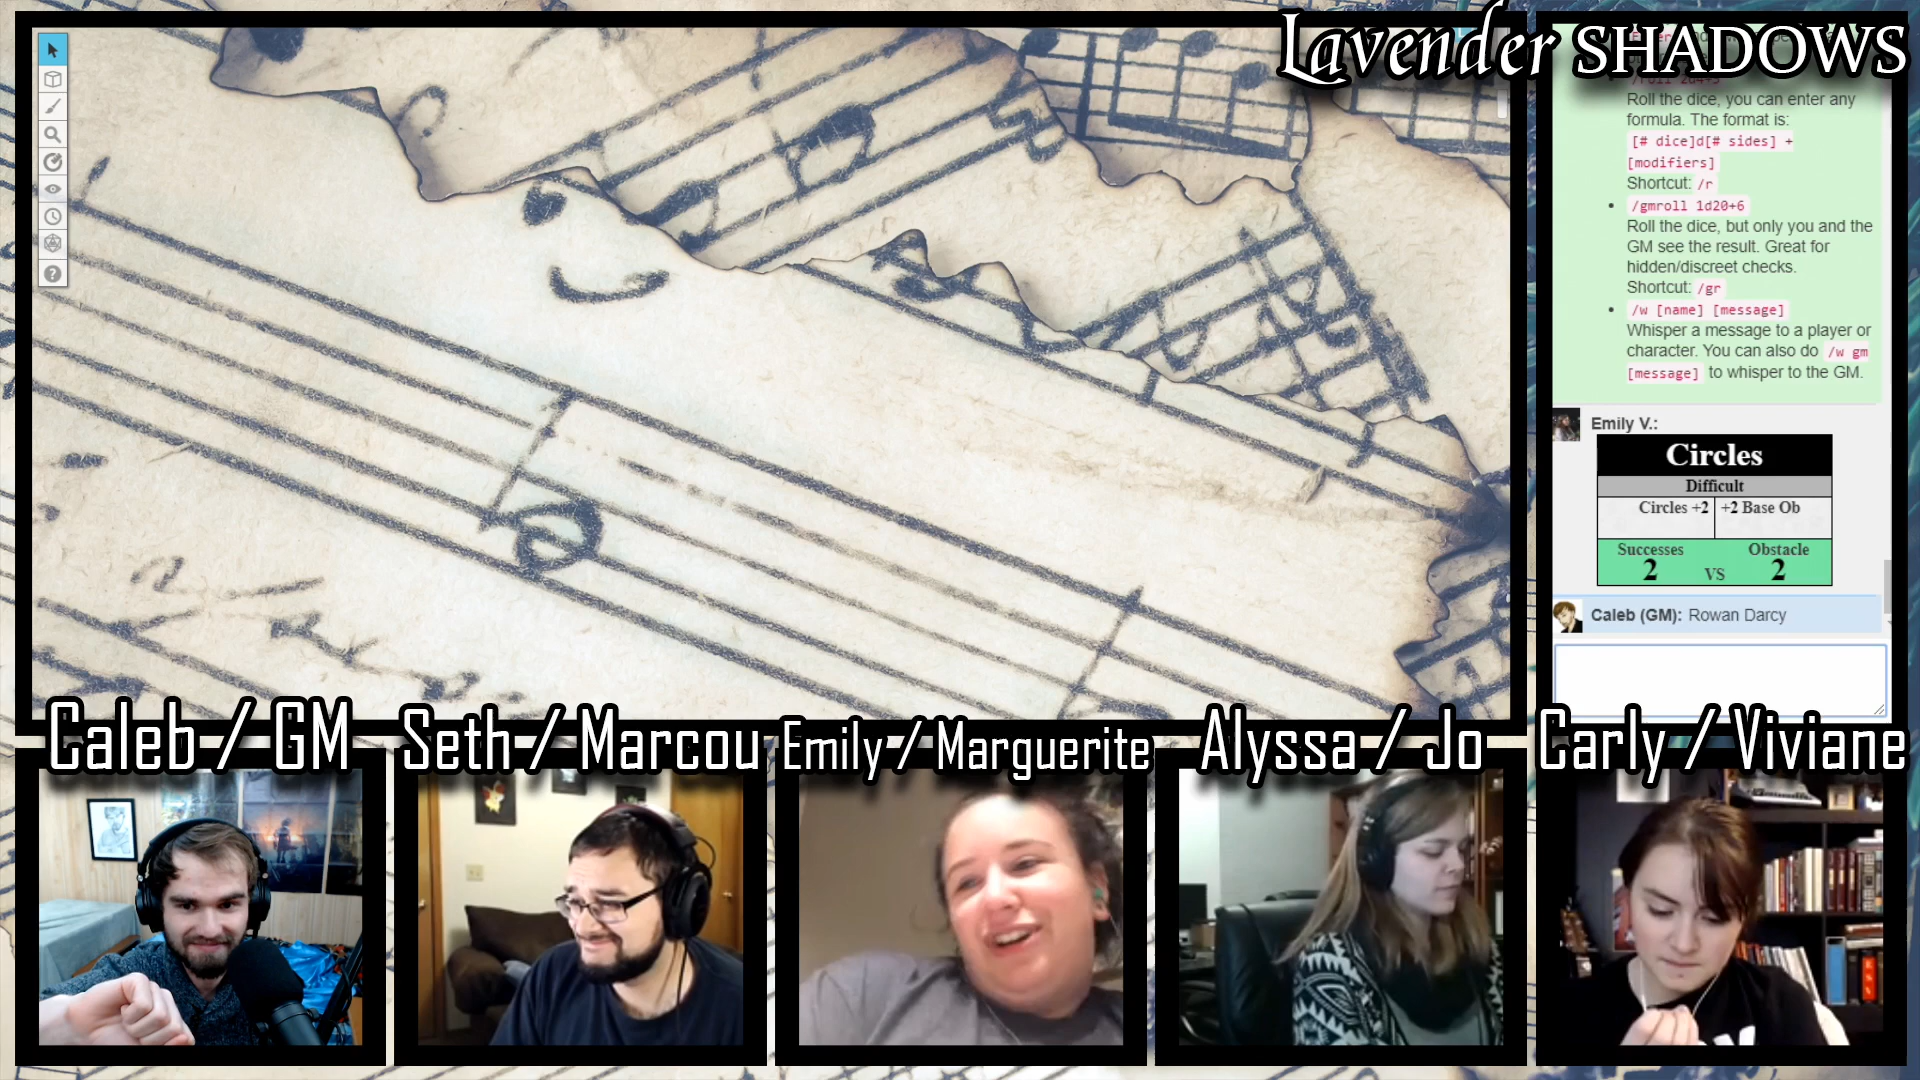 Lavender SHADOWS
Roll the dice, you can enter any
formula. The format is:
[# dice]d[# sides] +
[modifiers]
Shortcut: /r
• /gmroll 1d20+6
Roll the dice, but only you and the
GM see the result. Great for
hidden/discreet checks.
Shortcut: /gr
• /w [name] [message]
Whisper a message to a player or
character. You can also do /w gm
[message] to whisper to the GM.
Emily V.:
Circles
Difficult
Circles +2 +2 Base Ob
Successes Obstacle
2 VS 2
Caleb (GM): Rowan Darcy
Caleb / GM
Seth / Marcou
Emily / Marguerite
Alyssa / Jo
Carly / Viviane